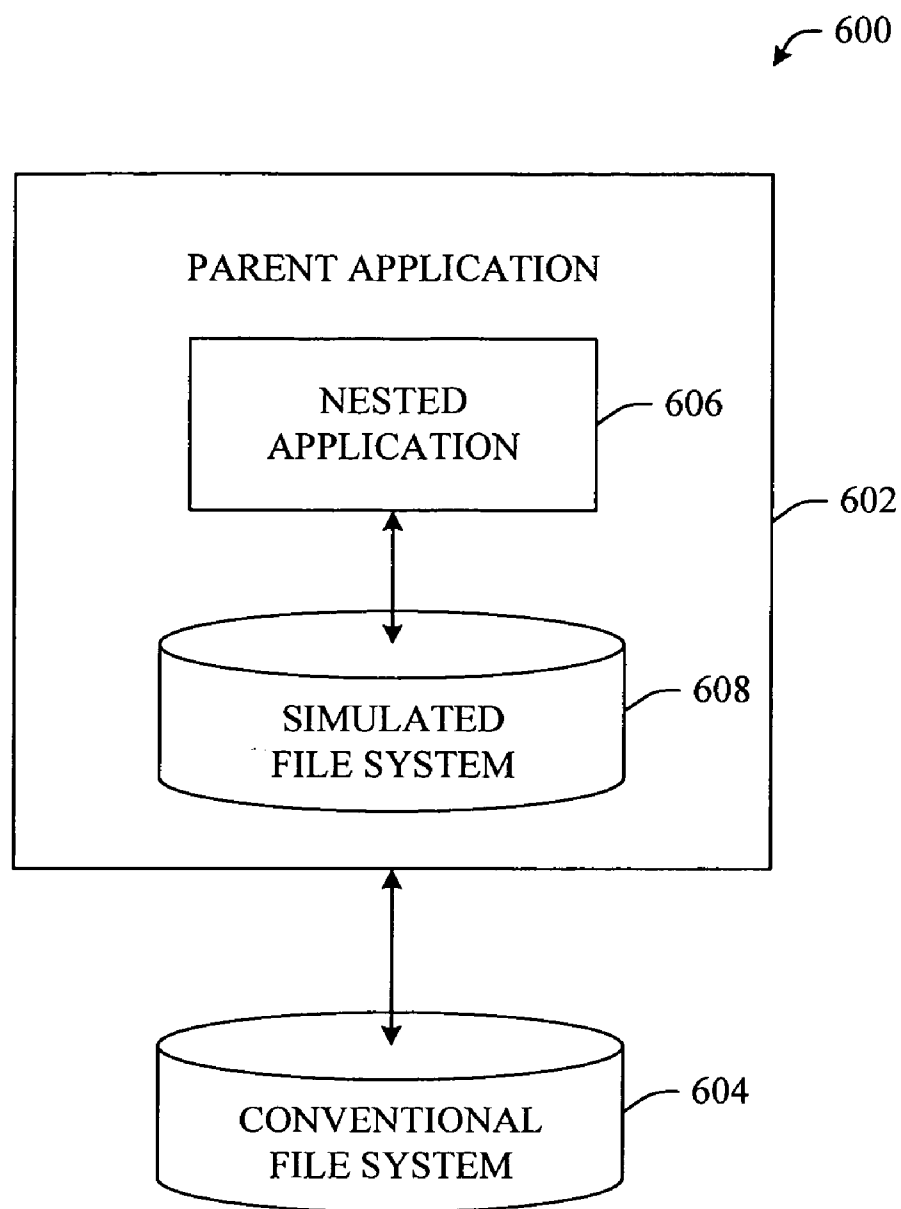 600
PARENT APPLICATION
NESTED
APPLICATION
606
602
SIMULATED
FILE SYSTEM
608
CONVENTIONAL
FILE SYSTEM
604